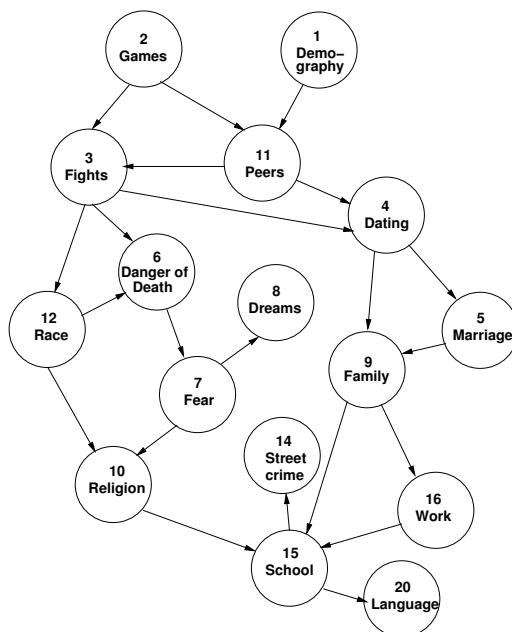 2
Games
1
Demo–
graphy
3
Fights
11
Peers
4
Dating
6
Danger of
Death
8
Dreams
12
Race
5
Marriage
9
Family
7
Fear
14
Street
crime
10
Religion
16
Work
15
School
20
Language